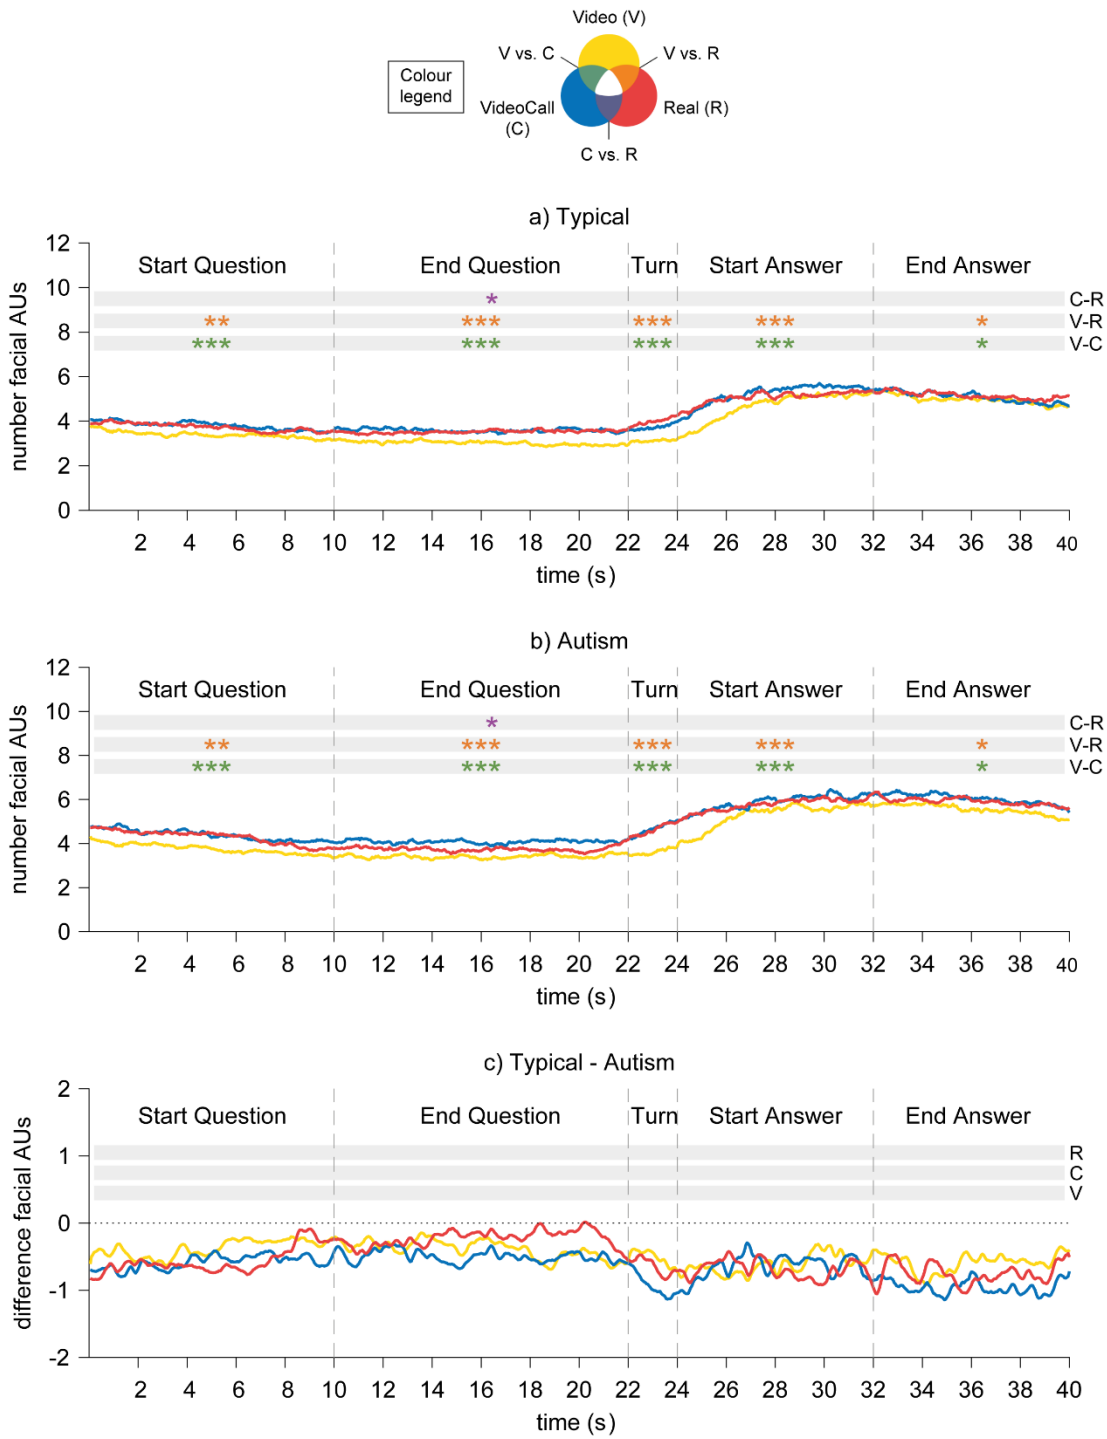 Video (V)
V vs. C
V vs. R
Colour
legend
VideoCall
(C)
Real (R)
C vs. R
a) Typical
number facial AUs
12
10
8
6
4
2
0
Start Question
End Question
Turn
Start Answer
End Answer
* C-R
** *** *** *** * V-R
*** *** *** *** * V-C
2 4 6 8 10 12 14 16 18 20 22 24 26 28 30 32 34 36 38 40
time (s)
b) Autism
number facial AUs
12
10
8
6
4
2
0
Start Question
End Question
Turn
Start Answer
End Answer
* C-R
** *** *** *** * V-R
*** *** *** *** * V-C
2 4 6 8 10 12 14 16 18 20 22 24 26 28 30 32 34 36 38 40
time (s)
c) Typical - Autism
difference facial AUs
2
1
0
-1
-2
Start Question
End Question
Turn
Start Answer
End Answer
R
C
V
2 4 6 8 10 12 14 16 18 20 22 24 26 28 30 32 34 36 38 40
time (s)